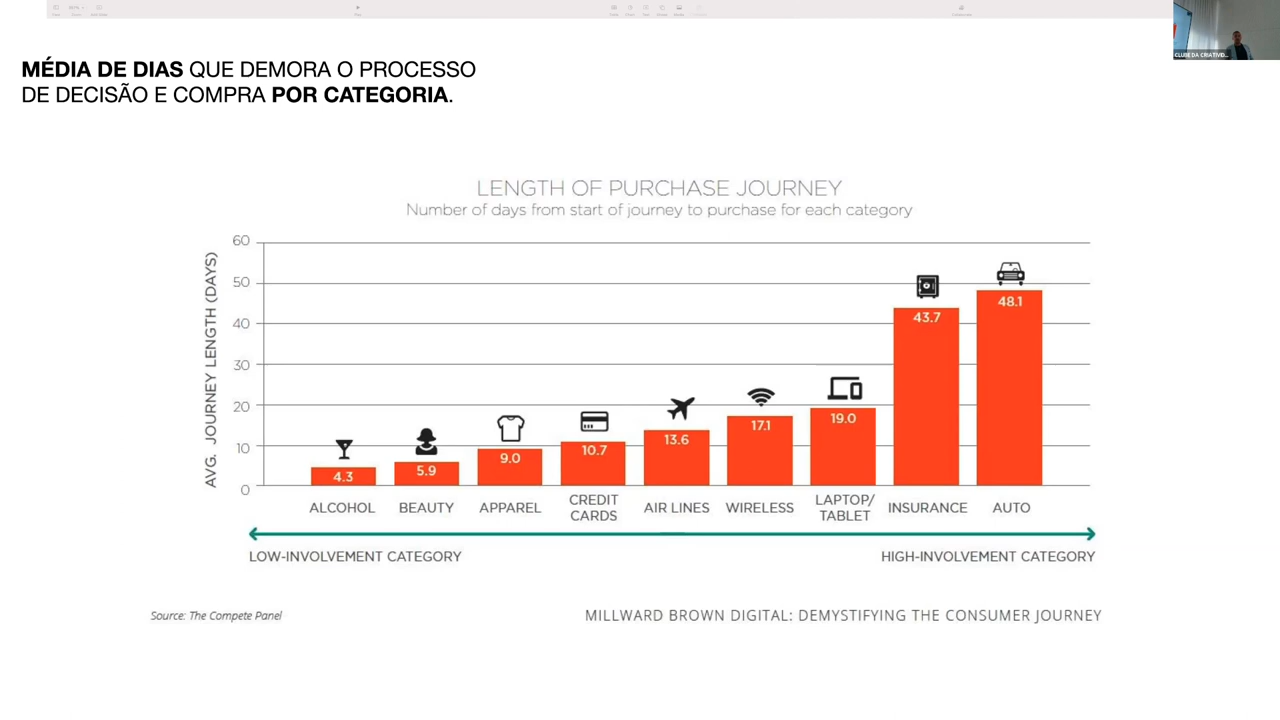 CLUBE DA CRIATIVID...
MÉDIA DE DIAS QUE DEMORA O PROCESSO
DE DECISÃO E COMPRA POR CATEGORIA.
LENGTH OF PURCHASE JOURNEY
Number of days from start of journey to purchase for each category
AVG. JOURNEY LENGTH (DAYS)
60
50
40
30
20
10
0
4.3
5.9
9.0
10.7
13.6
17.1
19.0
43.7
48.1
ALCOHOL
BEAUTY
APPAREL
CREDIT
CARDS
AIR LINES
WIRELESS
LAPTOP/
TABLET
INSURANCE
AUTO
LOW-INVOLVEMENT CATEGORY
HIGH-INVOLVEMENT CATEGORY
Source: The Compete Panel
MILLWARD BROWN DIGITAL: DEMYSTIFYING THE CONSUMER JOURNEY